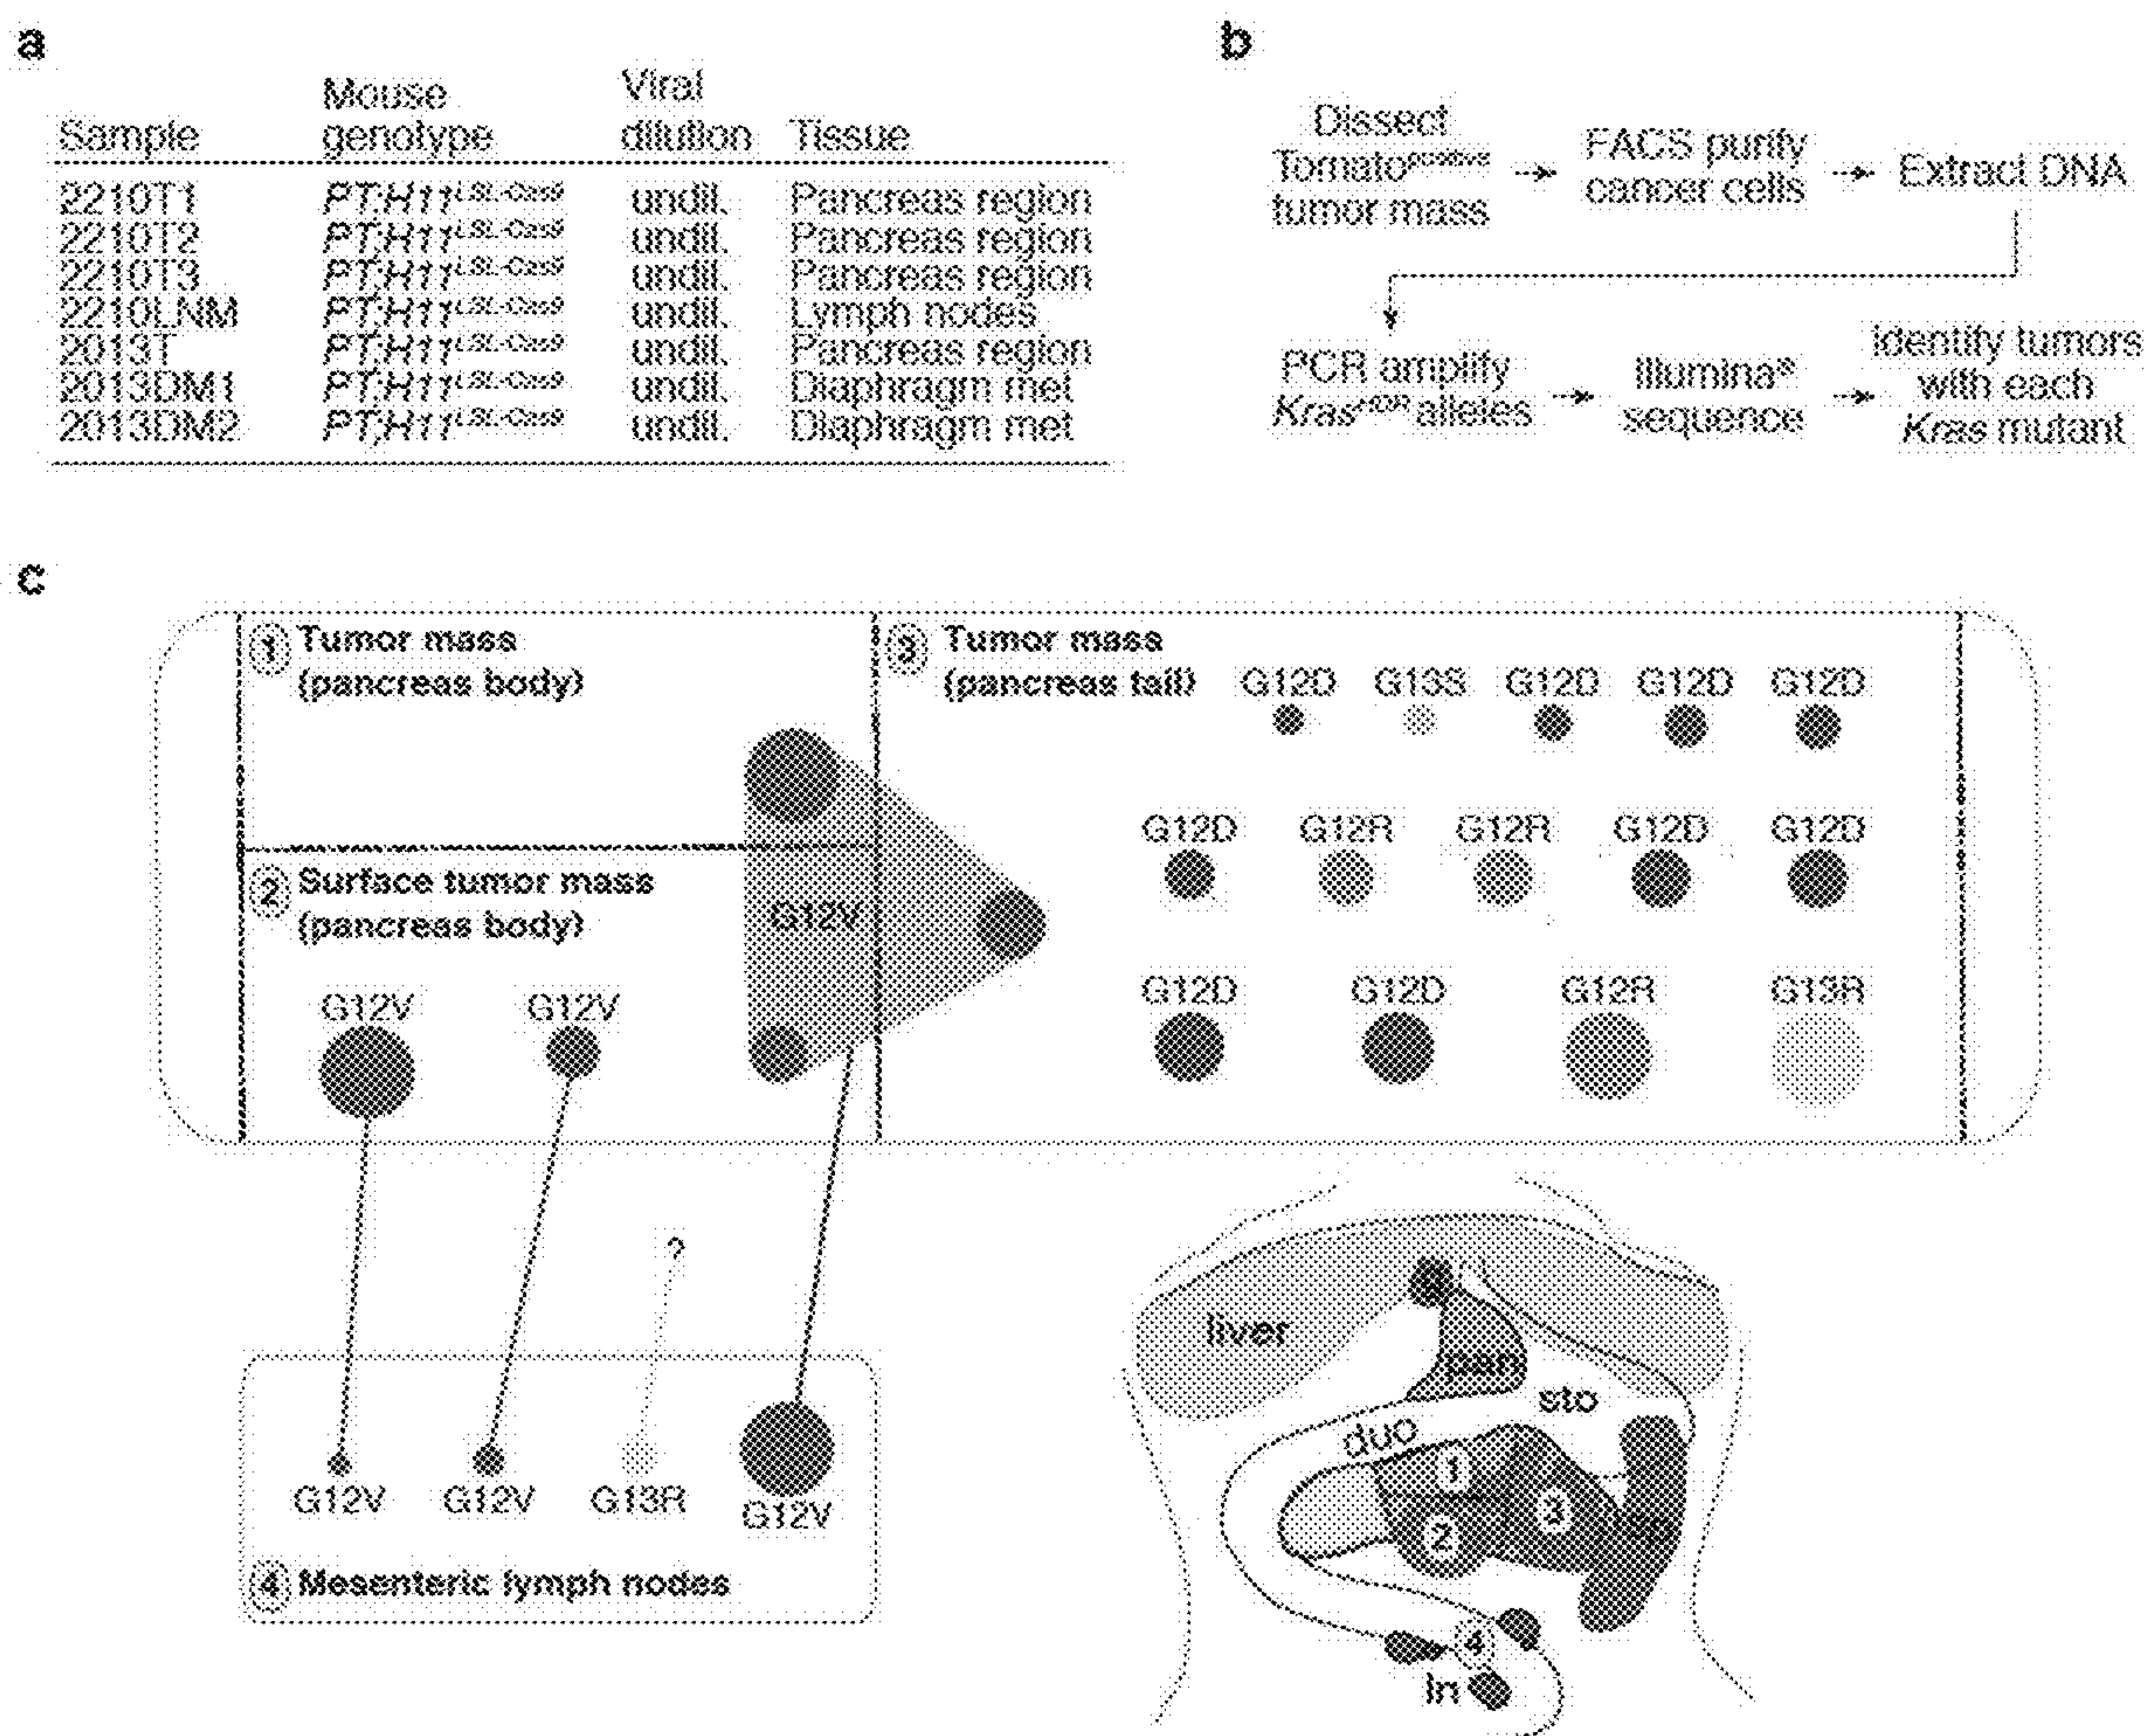 a
Sample Mouse genotype Viral dilution Tissue
2210T1 PT;H11LSL-Cas9 undil. Pancreas region
2210T2 PT;H11LSL-Cas9 undil. Pancreas region
2210T3 PT;H11LSL-Cas9 undil. Pancreas region
2210LNM PT;H11LSL-Cas9 undil. Lymph nodes
2013T PT;H11LSL-Cas9 undil. Pancreas region
2013DM1 PT;H11LSL-Cas9 undil. Diaphragm met
2013DM2 PT;H11LSL-Cas9 undil. Diaphragm met
b
Dissect
Tomatopositive
tumor mass
FACS purify
cancer cells
Extract DNA
PCR amplify
KrasHDR alleles
Illumina®
sequence
Identify tumors
with each
Kras mutant
c
1 Tumor mass
(pancreas body)
3 Tumor mass
(pancreas tail)
G12D G13S G12D G12D G12D
G12D G12R G12R G12D G12D
G12D G12D G12R G13R
2 Surface tumor mass
(pancreas body)
G12V
G12V G12V
?
G12V G12V G13R G12V
4 Mesenteric lymph nodes
liver
pan
sto
duo
1
2
3
4
ln